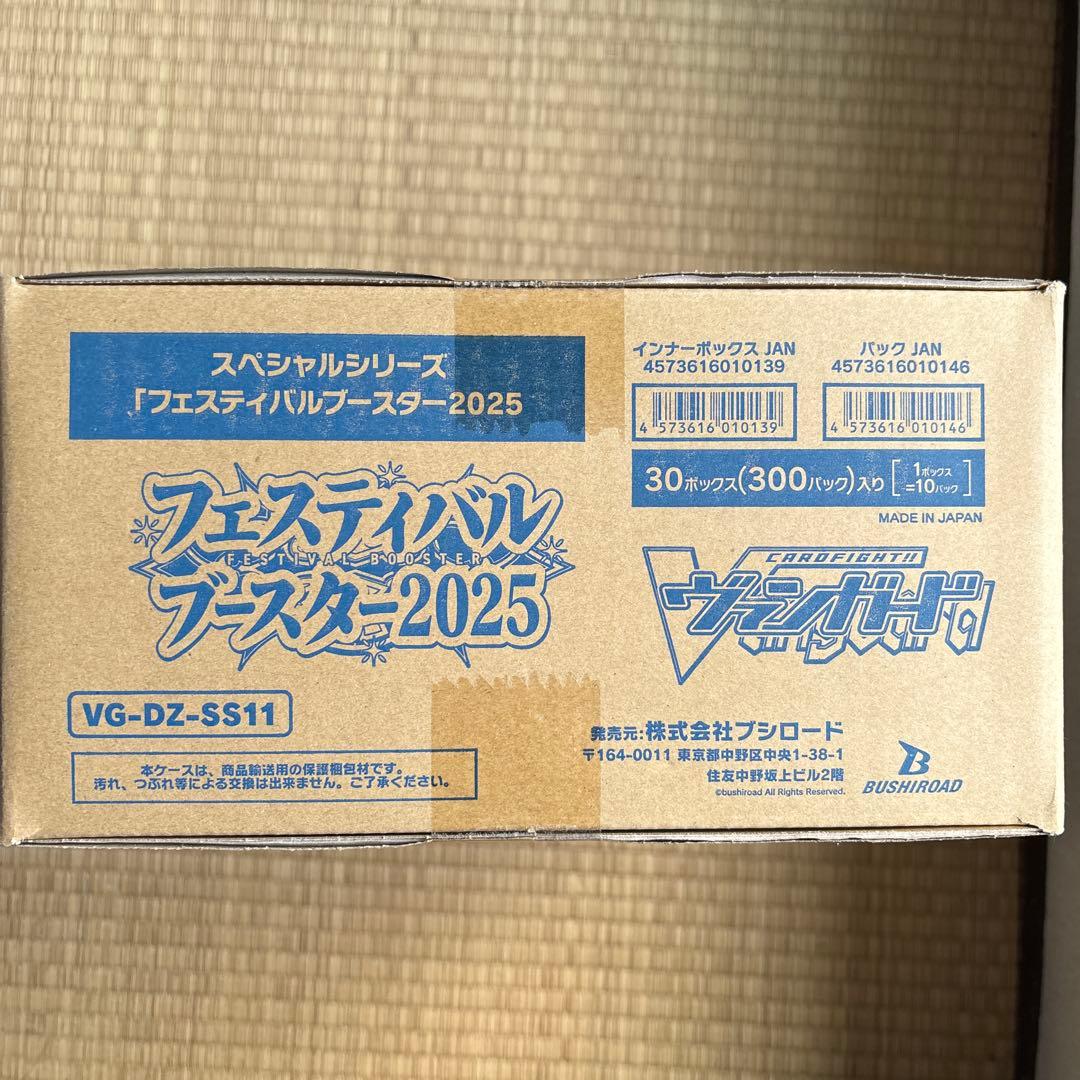 スペシャルシリーズ
「フェスティバルブースター2025
フェスティバル
FESTIVAL BOOSTER
ブースター2025
VG-DZ-SS11
本ケースは、商品輸送用の保護梱包材です。
汚れ、つぶれ等による交換は出来ません。ご了承ください。
インナーボックス JAN
4573616010139
4 573616 010139
パック JAN
4573616010146
4 573616 010146
30ボックス(300パック)入り [1ボックス=10パック]
MADE IN JAPAN
CARDFIGHT!!
ヴァンガード
Vanguard
発売元:株式会社ブシロード
〒164-0011 東京都中野区中央1-38-1
住友中野坂上ビル2階
©bushiroad All Rights Reserved.
B
BUSHIROAD